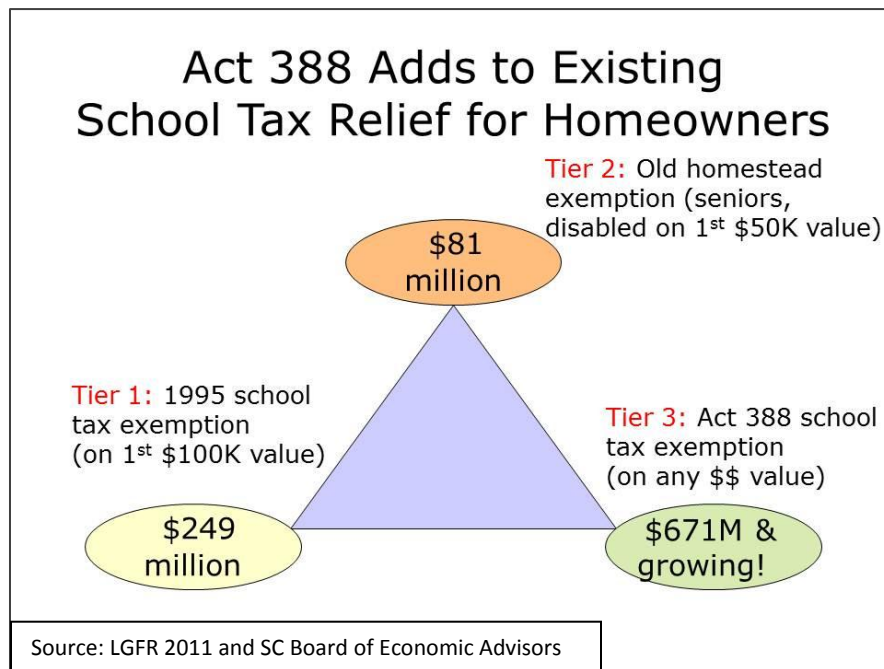 Act 388 Adds to Existing
School Tax Relief for Homeowners
Tier 2: Old homestead
exemption (seniors,
disabled on 1st $50K value)
$81
million
Tier 1: 1995 school
tax exemption
(on 1st $100K value)
Tier 3: Act 388 school
tax exemption
(on any $$ value)
$249
million
$671M &
growing!
Source: LGFR 2011 and SC Board of Economic Advisors